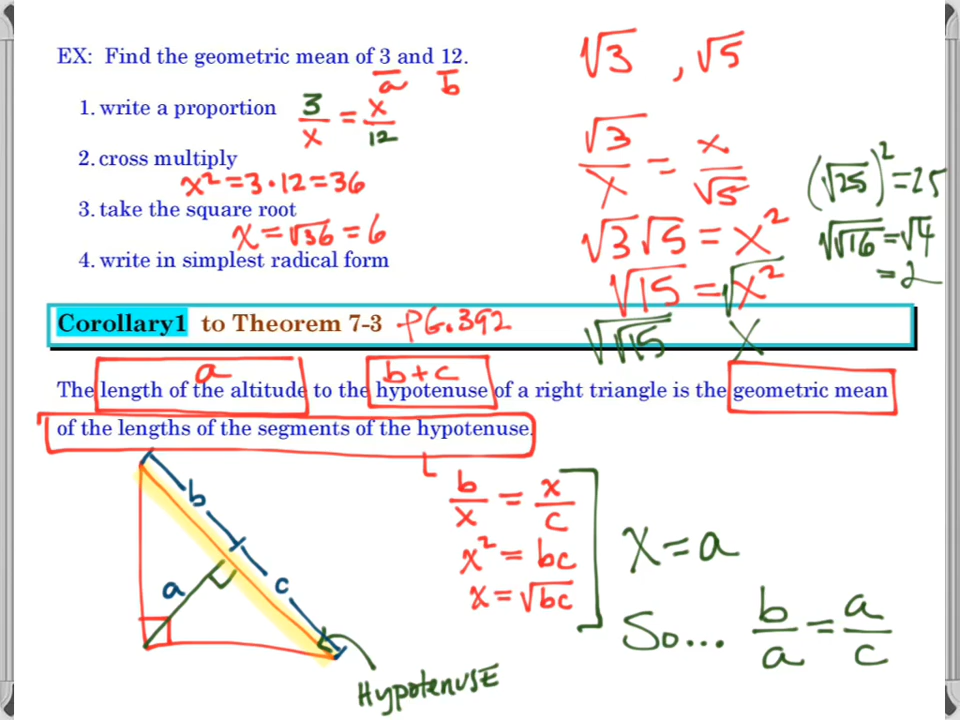 EX: Find the geometric mean of 3 and 12.
a b
1. write a proportion 3/x = x/12
2. cross multiply
x² = 3 · 12 = 36
3. take the square root
x = √36 = 6
4. write in simplest radical form
√3 , √5
√3/x = x/√5
√3√5 = x²
√15 = √x²
√√15 x
(√25)² = 25
√√16 = √4
= 2
Corollary1 to Theorem 7-3 PG. 392
a b + c
The length of the altitude to the hypotenuse of a right triangle is the geometric mean
of the lengths of the segments of the hypotenuse.
b
a c
HYPOTENUSE
b/x = x/c
x² = bc
x = √bc
x = a
So... b/a = a/c